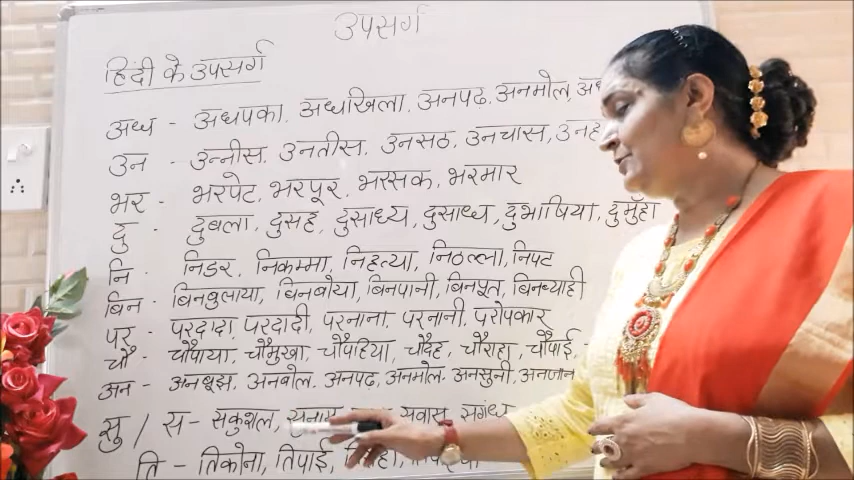 उपसर्ग
हिंदी के उपसर्ग
अध - अधपका. अधखिला. अनपढ़. अनमोल,
उन - उन्नीस. उनतीस. उनसठ. उनचास,
भर - भरपेट. भरपूर. भरसक, भरमार
दु - दुबला, दुसह, दुसाध्य, दुसाध्य, दुभाषिया, दुमुँहा
नि - निडर, निकम्मा, निहत्या, निठल्ला, निपट
बिन - बिनबुलाया, बिनबोया, बिनपानी, बिनपूत, बिनब्याही
पर - परदादा, परदादी, परनाना. परनानी. परोपकार
चौ - चौपाया. चौमुखा. चौपहिया, चौदह, चौराहा, चौपाई,
अन - अनबूझ, अनबोल. अनपढ, अनमोल. अनसुनी, अनजान
सु / स - सकुशल,
ति - तिकोना, तिपाई,